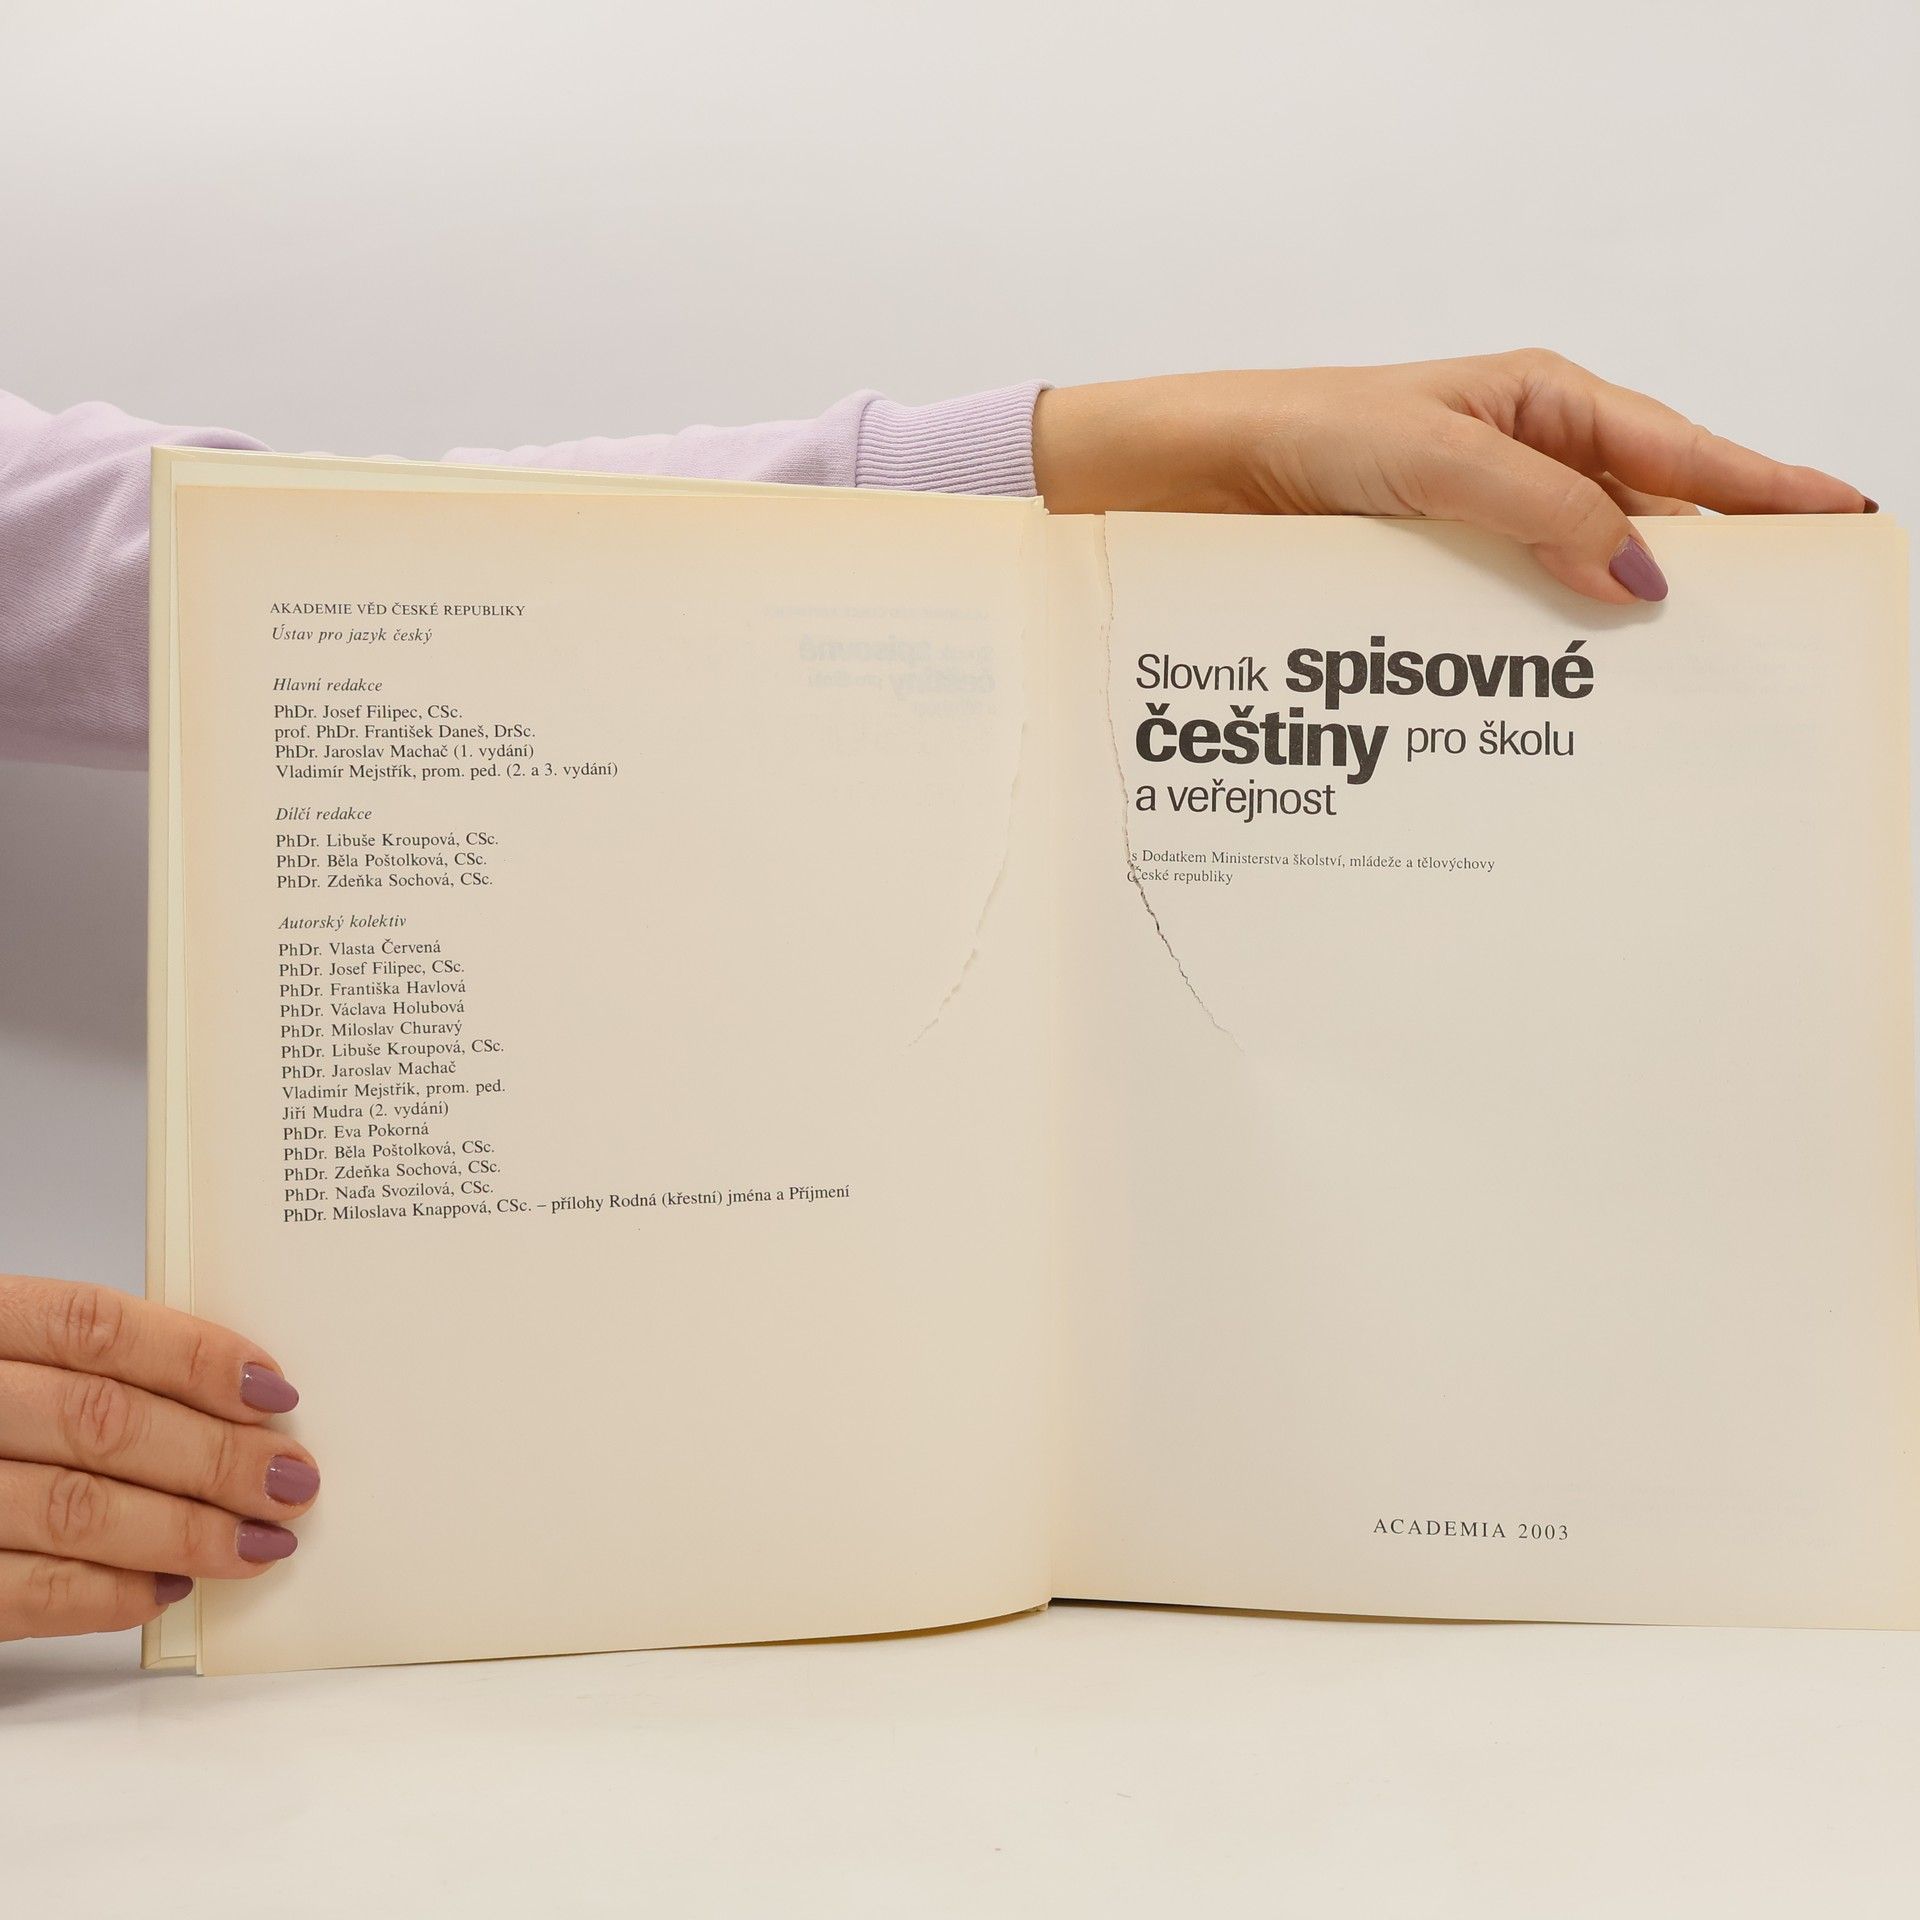 AKADEMIE VĚD ČESKÉ REPUBLIKY
Ústav pro jazyk český
Hlavní redakce
PhDr. Josef Filipec, CSc.
prof. PhDr. František Daneš, DrSc.
PhDr. Jaroslav Machač (1. vydání)
Vladimír Mejstřík, prom. ped. (2. a 3. vydání)
Dílčí redakce
PhDr. Libuše Kroupová, CSc.
PhDr. Běla Poštolková, CSc.
PhDr. Zdeňka Sochová, CSc.
Autorský kolektiv
PhDr. Vlasta Červená
PhDr. Josef Filipec, CSc.
PhDr. Františka Havlová
PhDr. Václava Holubová
PhDr. Miloslav Churavý
PhDr. Libuše Kroupová, CSc.
PhDr. Jaroslav Machač
Vladimír Mejstřík, prom. ped.
Jiří Mudra (2. vydání)
PhDr. Eva Pokorná
PhDr. Běla Poštolková, CSc.
PhDr. Zdeňka Sochová, CSc.
PhDr. Naďa Svozilová, CSc.
PhDr. Miloslava Knappová, CSc. – přílohy Rodná (křestní) jména a Příjmení
Slovník spisovné
češtiny pro školu
a veřejnost
s Dodatkem Ministerstva školství, mládeže a tělovýchovy
České republiky
ACADEMIA 2003